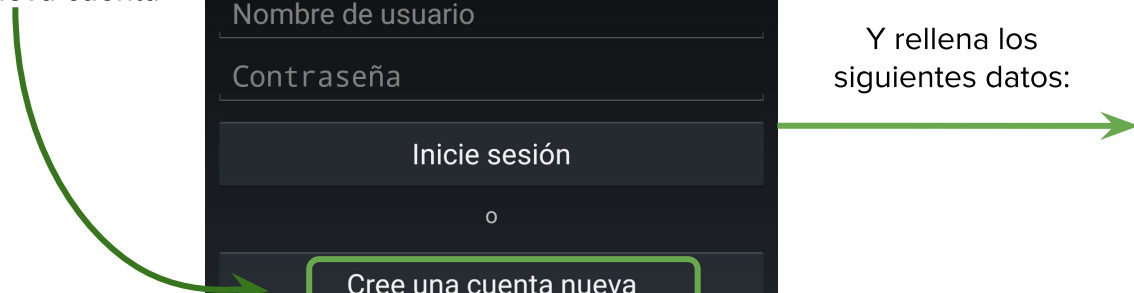 Nombre de usuario
Contraseña
Inicie sesión
o
Cree una cuenta nueva
Y rellena los
siguientes datos: